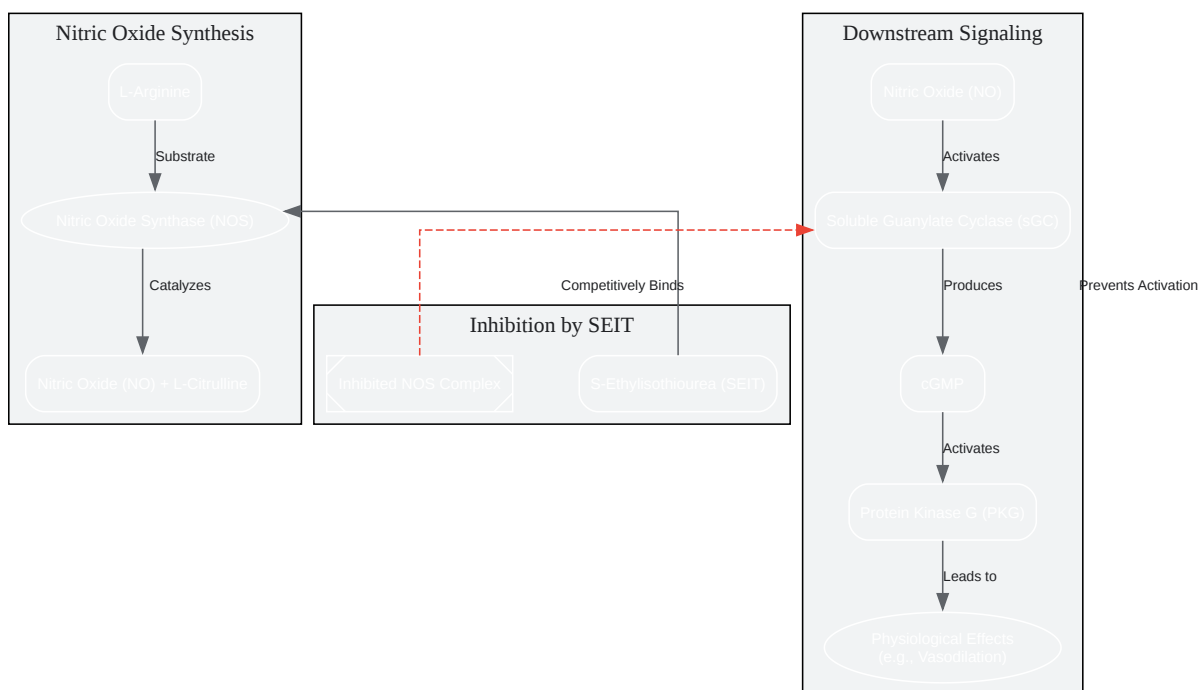 Nitric Oxide Synthesis
L-Arginine
Substrate
Nitric Oxide Synthase (NOS)
Catalyzes
Nitric Oxide (NO) + L-Citrulline
Competitively Binds
Inhibition by SEIT
Inhibited NOS Complex
S-Ethylisothiourea (SEIT)
Downstream Signaling
Nitric Oxide (NO)
Activates
Soluble Guanylate Cyclase (sGC)
Produces
Prevents Activation
cGMP
Activates
Protein Kinase G (PKG)
Leads to
Physiological Effects
(e.g., Vasodilation)